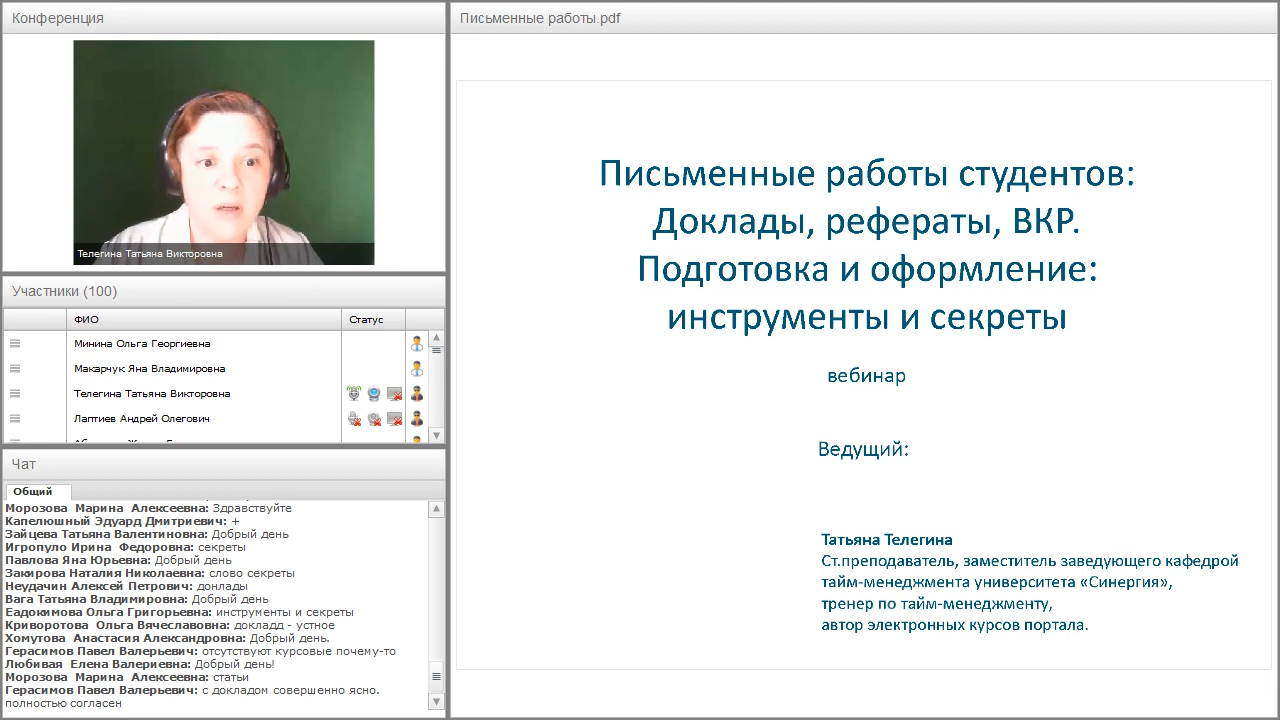 Конференция
Телегина Татьяна Викторовна
Участники (100)
ФИО
Статус
Минина Ольга Георгиевна
Макарчук Яна Владимировна
Телегина Татьяна Викторовна
Лаптиев Андрей Олегович
Чат
Общий
Морозова Марина Алексеевна: Здравствуйте
Капелюшный Эдуард Дмитриевич: +
Зайцева Татьяна Валентиновна: Добрый день
Игропуло Ирина Федоровна: секреты
Павлова Яна Юрьевна: Добрый день
Закирова Наталия Николаевна: слово секреты
Неудачин Алексей Петрович: донлады
Вага Татьяна Владимировна: Добрый день
Еадокимова Ольга Григорьевна: инструменты и секреты
Криворотова Ольга Вячеславовна: докладд - устное
Хомутова Анастасия Александровна: Добрый день.
Герасимов Павел Валерьевич: отсутствуют курсовые почему-то
Любивая Елена Валериевна: Добрый день!
Морозова Марина Алексеевна: статьи
Герасимов Павел Валерьевич: с докладом совершенно ясно.
полностью согласен
Письменные работы.pdf
Письменные работы студентов:
Доклады, рефераты, ВКР.
Подготовка и оформление:
инструменты и секреты
вебинар
Ведущий:
Татьяна Телегина
Ст.преподаватель, заместитель заведующего кафедрой
тайм-менеджмента университета «Синергия»,
тренер по тайм-менеджменту,
автор электронных курсов портала.